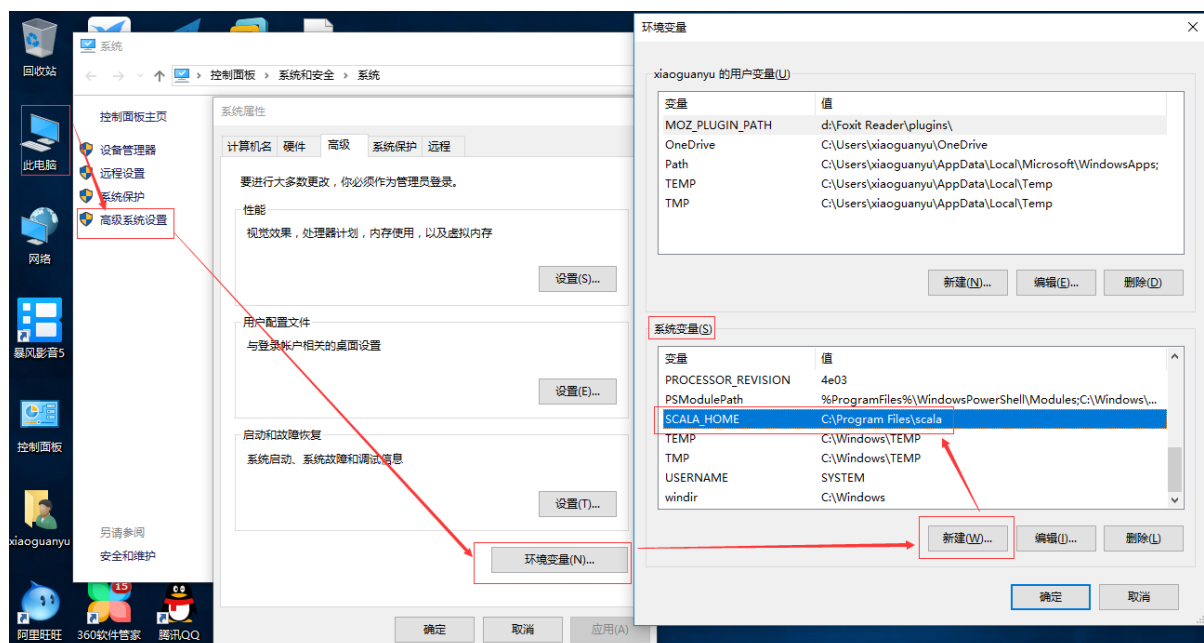 回收站
此电脑
网络
暴风影音5
控制面板
xiaoguanyu
阿里旺旺
15
360软件管家
腾讯QQ
系统
控制面板 › 系统和安全 › 系统
控制面板主页
设备管理器
远程设置
系统保护
高级系统设置
另请参阅
安全和维护
系统属性
计算机名 硬件 高级 系统保护 远程
要进行大多数更改，你必须作为管理员登录。
性能
视觉效果，处理器计划，内存使用，以及虚拟内存
设置(S)...
用户配置文件
与登录帐户相关的桌面设置
设置(E)...
启动和故障恢复
系统启动、系统故障和调试信息
设置(T)...
环境变量(N)...
确定 取消 应用(A)
环境变量
xiaoguanyu 的用户变量(U)
变量 值
MOZ_PLUGIN_PATH d:\Foxit Reader\plugins\
OneDrive C:\Users\xiaoguanyu\OneDrive
Path C:\Users\xiaoguanyu\AppData\Local\Microsoft\WindowsApps;
TEMP C:\Users\xiaoguanyu\AppData\Local\Temp
TMP C:\Users\xiaoguanyu\AppData\Local\Temp
新建(N)... 编辑(E)... 删除(D)
系统变量(S)
变量 值
PROCESSOR_REVISION 4e03
PSModulePath %ProgramFiles%\WindowsPowerShell\Modules;C:\Windows\...
SCALA_HOME C:\Program Files\scala
TEMP C:\Windows\TEMP
TMP C:\Windows\TEMP
USERNAME SYSTEM
windir C:\Windows
新建(W)... 编辑(I)... 删除(L)
确定 取消